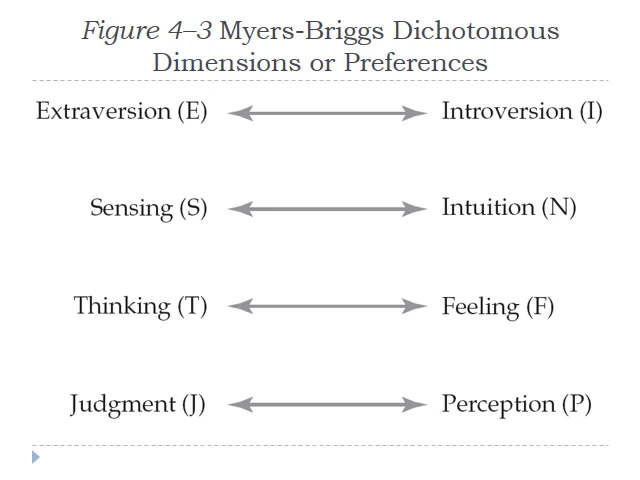 Figure 4–3 Myers-Briggs Dichotomous
Dimensions or Preferences
Extraversion (E) Introversion (I)
Sensing (S) Intuition (N)
Thinking (T) Feeling (F)
Judgment (J) Perception (P)